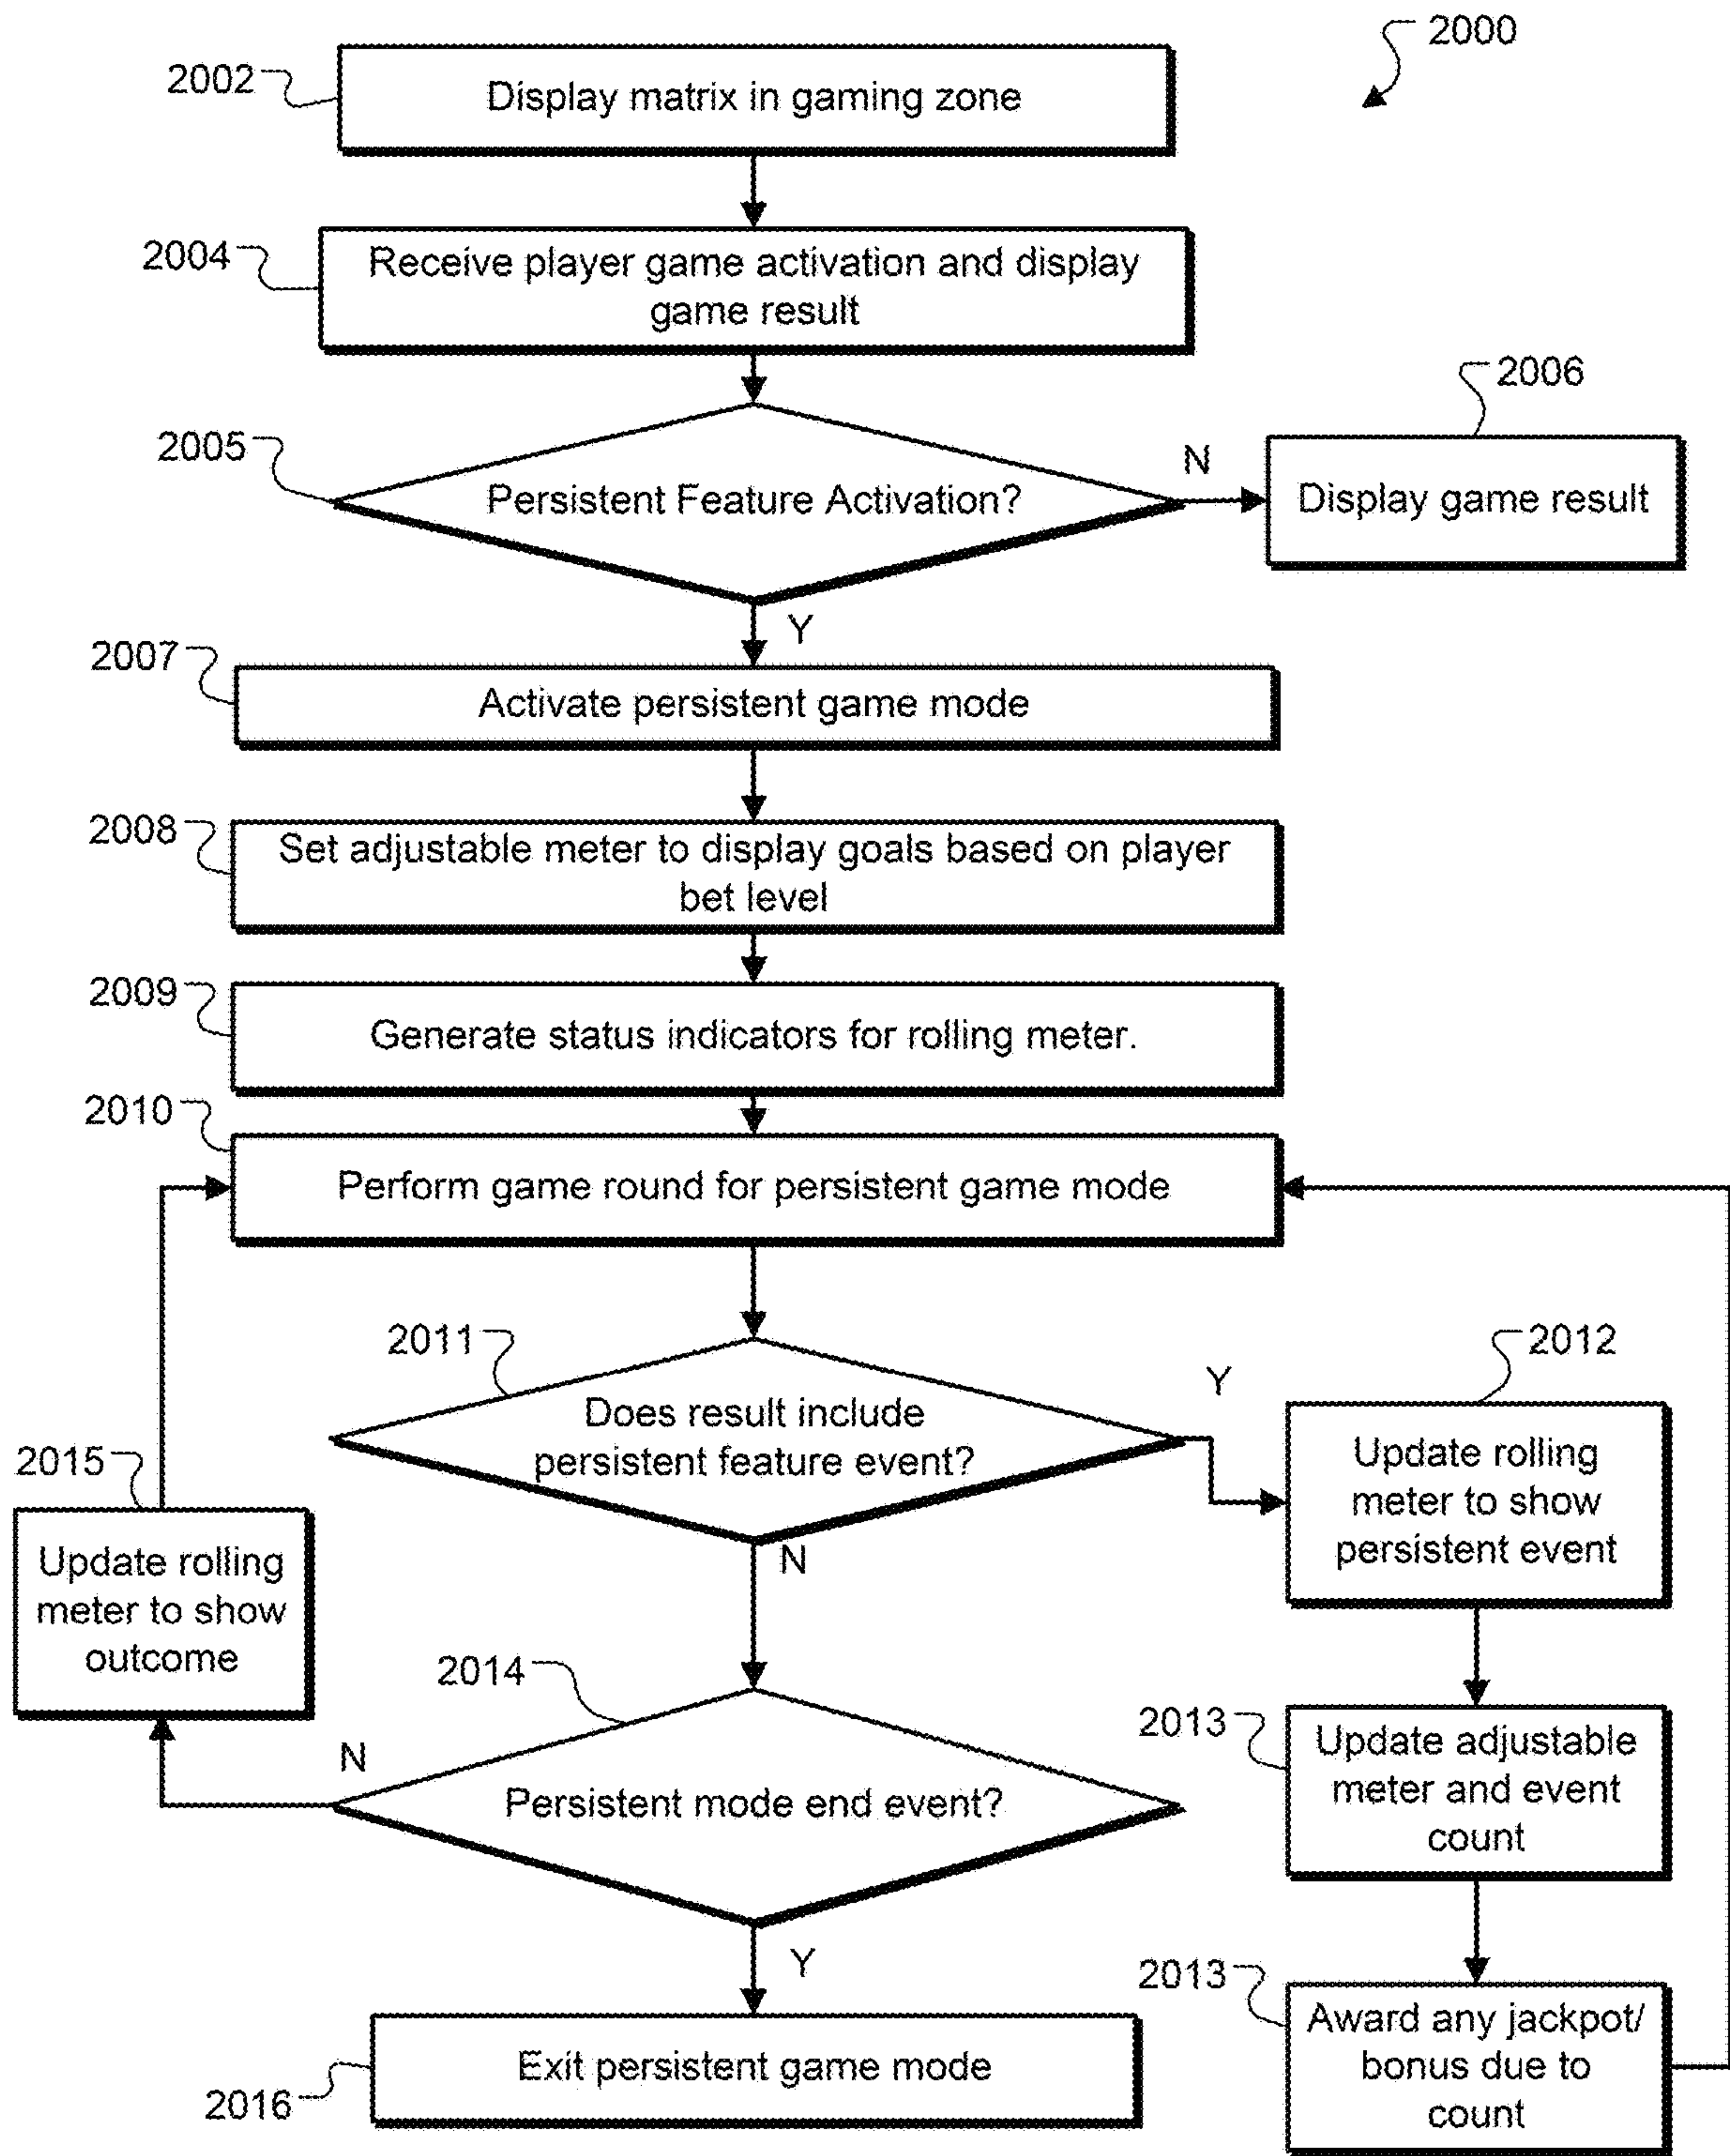 2000
2002
Display matrix in gaming zone
2004
Receive player game activation and display
game result
2005
Persistent Feature Activation?
N
2006
Display game result
Y
2007
Activate persistent game mode
2008
Set adjustable meter to display goals based on player
bet level
2009
Generate status indicators for rolling meter.
2010
Perform game round for persistent game mode
2011
Does result include
persistent feature event?
Y
2012
Update rolling
meter to show
persistent event
N
2015
Update rolling
meter to show
outcome
2014
Persistent mode end event?
N
2013
Update adjustable
meter and event
count
Y
2013
Award any jackpot/
bonus due to
count
2016
Exit persistent game mode